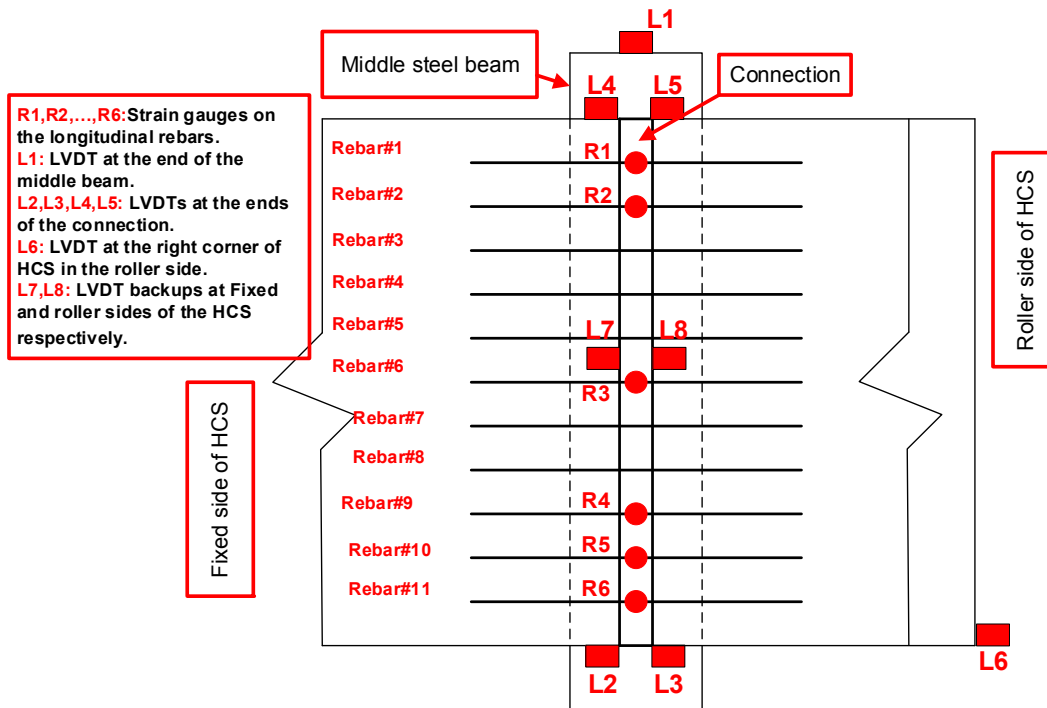 L1
Middle steel beam
Connection
L4
L5
R1,R2,...,R6:Strain gauges on
the longitudinal rebars.
L1: LVDT at the end of the
middle beam.
L2,L3,L4,L5: LVDTs at the ends
of the connection.
L6: LVDT at the right corner of
HCS in the roller side.
L7,L8: LVDT backups at Fixed
and roller sides of the HCS
respectively.
Rebar#1
R1
Rebar#2
R2
Rebar#3
Rebar#4
Rebar#5
L7
L8
Rebar#6
R3
Rebar#7
Rebar#8
Rebar#9
R4
Rebar#10
R5
Rebar#11
R6
Fixed side of HCS
Roller side of HCS
L2
L3
L6